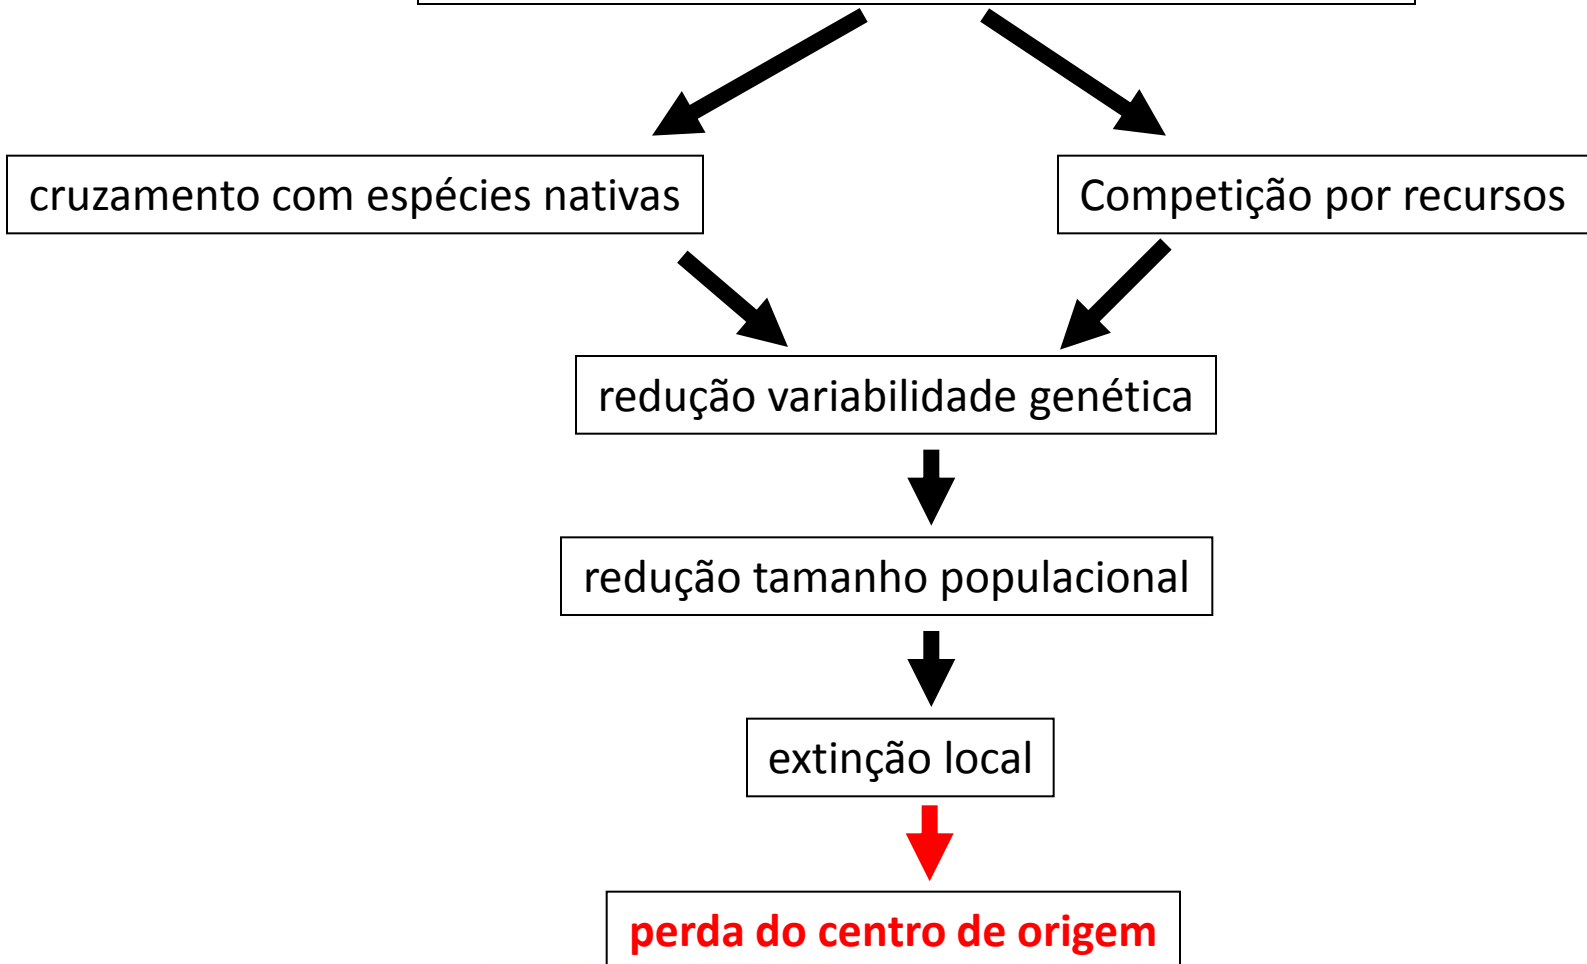 cruzamento com espécies nativas
Competição por recursos
redução variabilidade genética
redução tamanho populacional
extinção local
perda do centro de origem